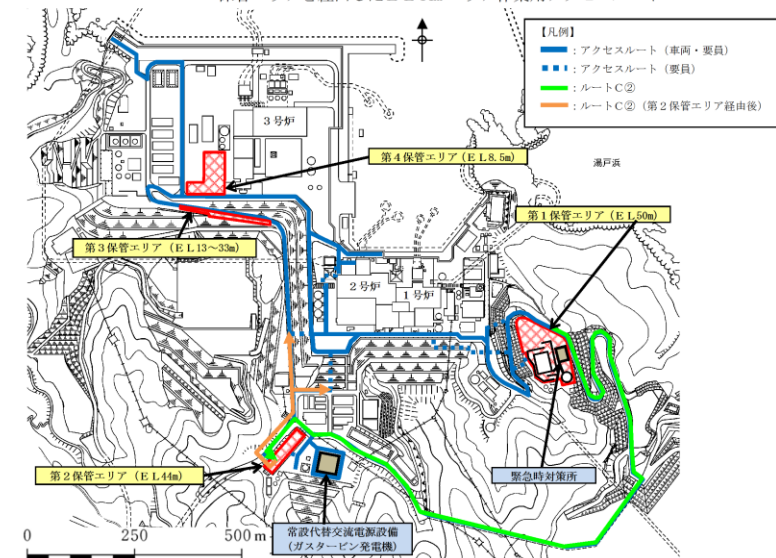 【凡例】
：アクセスルート（車両・要員）
：アクセスルート（要員）
：ルートC②
：ルートC②（第２保管エリア経由後）
3号炉
湯戸浜
第４保管エリア（ＥＬ8.5m）
第１保管エリア（ＥＬ50m）
第３保管エリア（ＥＬ13～33m）
2号炉
1号炉
第２保管エリア（ＥＬ44m）
緊急時対策所
常設代替交流電源設備
（ガスタービン発電機）
0
250
500 m